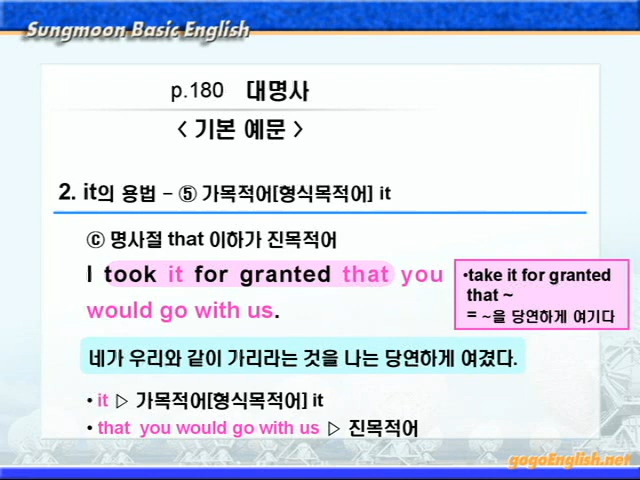 Sungmoon Basic English
p.180 대명사
< 기본 예문 >
2. it의 용법 – ⑤ 가목적어[형식목적어] it
ⓒ 명사절 that 이하가 진목적어
I took it for granted that you
would go with us.
•take it for granted
that ~
= ~을 당연하게 여기다
네가 우리와 같이 가리라는 것을 나는 당연하게 여겼다.
• it ▷ 가목적어[형식목적어] it
• that you would go with us ▷ 진목적어
gogoEnglish.net